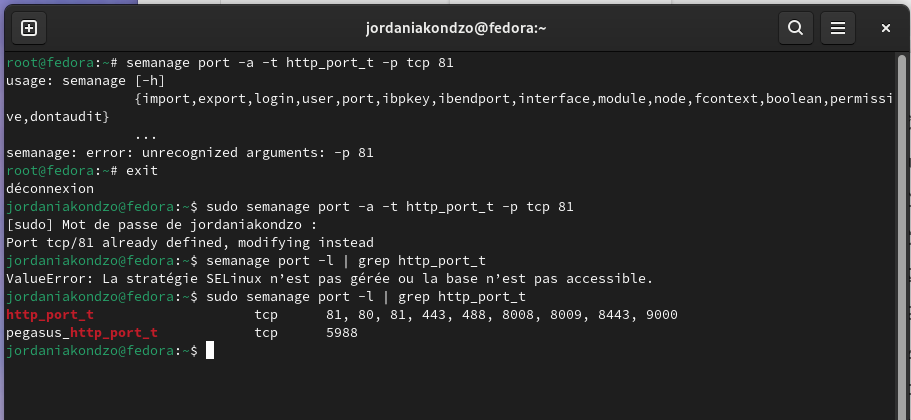 jordaniakondzo@fedora:~
root@fedora:~# semanage port –a –t http_port_t –p tcp 81
usage: semanage [-h]
{import,export,login,user,port,ibpkey,ibendport,interface,module,node,fcontext,boolean,permissi
ve,dontaudit}
...
semanage: error: unrecognized arguments: –p 81
root@fedora:~# exit
déconnexion
jordaniakondzo@fedora:~$ sudo semanage port -a -t http_port_t -p tcp 81
[sudo] Mot de passe de jordaniakondzo :
Port tcp/81 already defined, modifying instead
jordaniakondzo@fedora:~$ semanage port -l | grep http_port_t
ValueError: La stratégie SELinux n’est pas gérée ou la base n’est pas accessible.
jordaniakondzo@fedora:~$ sudo semanage port -l | grep http_port_t
http_port_t tcp 81, 80, 81, 443, 488, 8008, 8009, 8443, 9000
pegasus_http_port_t tcp 5988
jordaniakondzo@fedora:~$